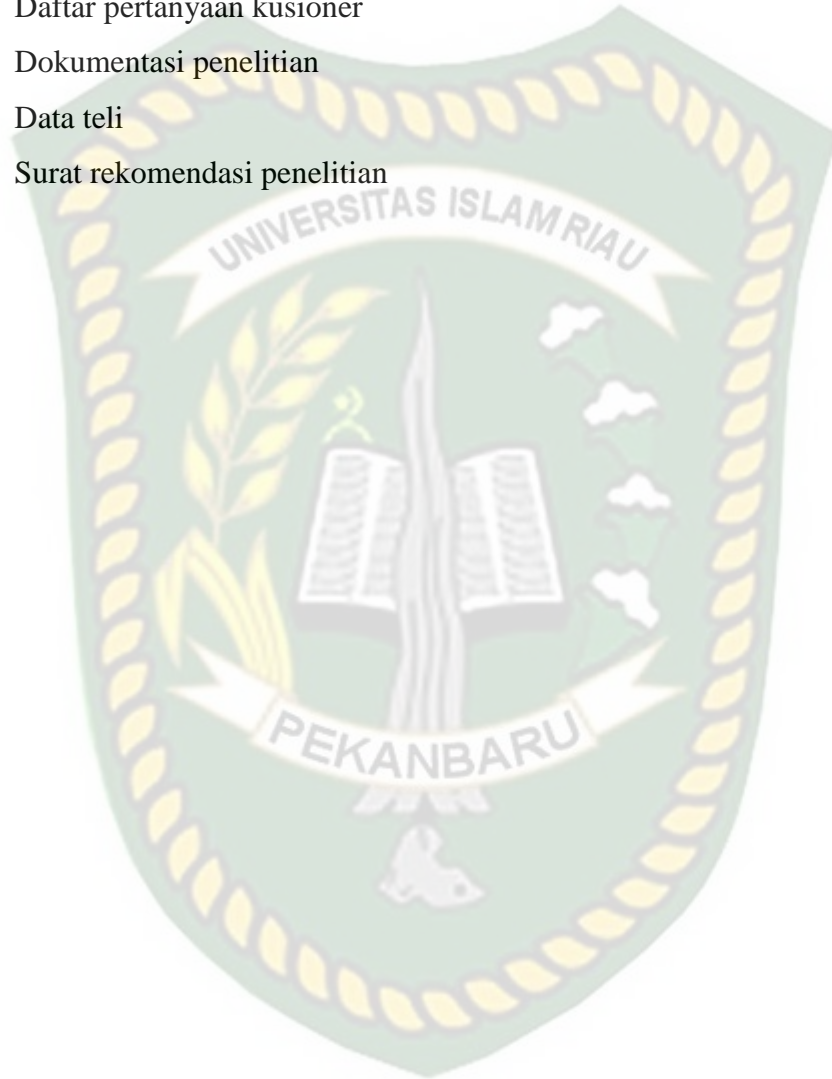 Daftar pertanyaan kusioner
Dokumentasi penelitian
Data teli
Surat rekomendasi penelitian
UNIVERSITAS ISLAM RIAU
PEKANBARU